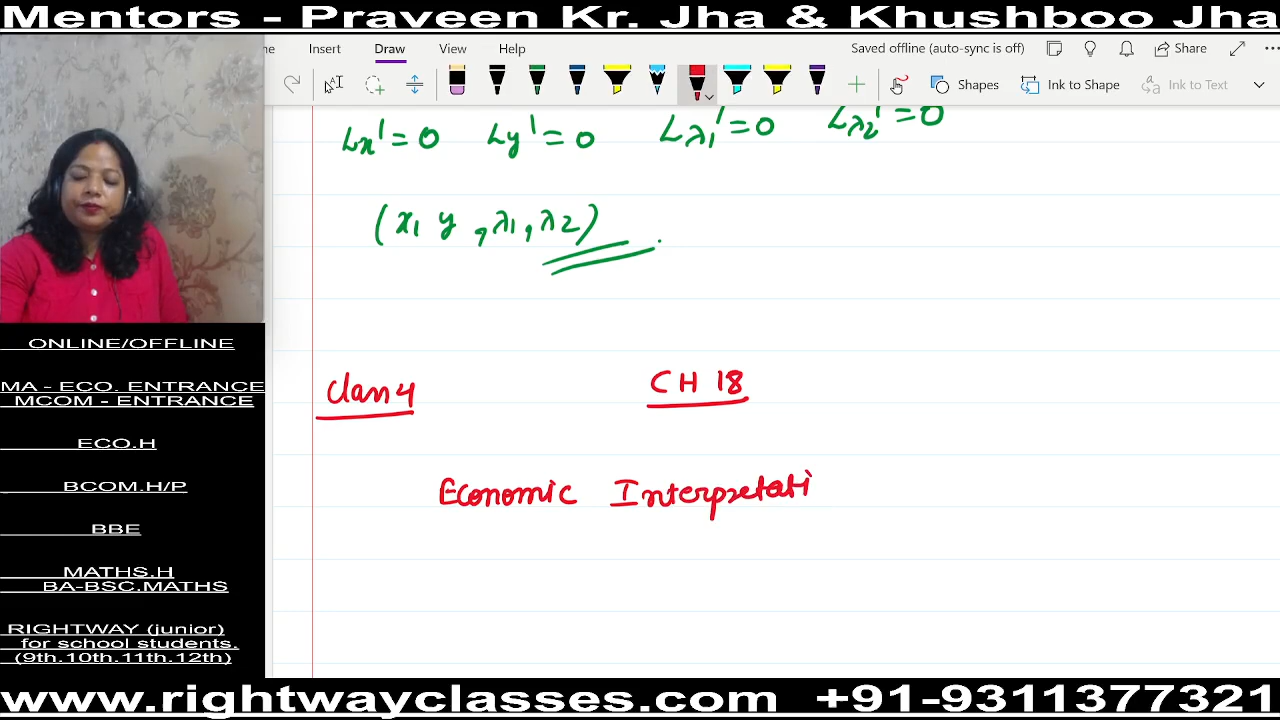 Mentors - Praveen Kr. Jha & Khushboo Jha
Insert Draw View Help Saved offline (auto-sync is off) Share
Shapes Ink to Shape Ink to Text
Lx' = 0 Ly' = 0 Lλ1' = 0 Lλ2' = 0
(x, y, λ1, λ2)
ONLINE/OFFLINE
MA - ECO. ENTRANCE
MCOM - ENTRANCE
ECO.H
BCOM.H/P
BBE
MATHS.H
BA-BSC.MATHS
RIGHTWAY (junior)
for school students.
(9th.10th.11th.12th)
Class 4 CH 18
Economic Interpretati
www.rightwayclasses.com +91-9311377321